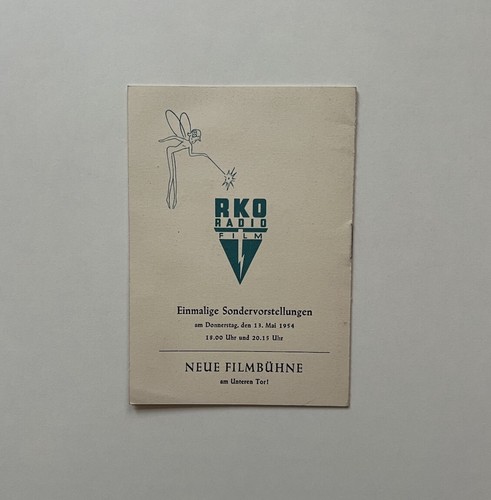 RKO
RADIO
FILM
Einmalige Sondervorstellungen
am Donnerstag, den 13. Mai 1954
18.00 Uhr und 20.15 Uhr
NEUE FILMBÜHNE
am Unteren Tor!